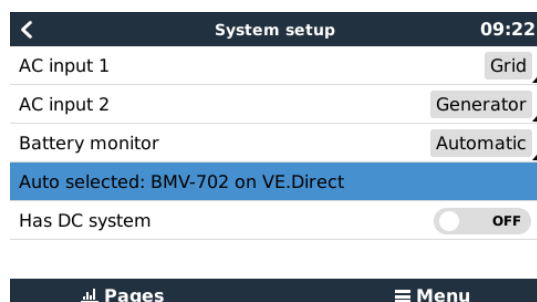 System setup 09:22
AC input 1 Grid
AC input 2 Generator
Battery monitor Automatic
Auto selected: BMV-702 on VE.Direct
Has DC system OFF
Pages Menu